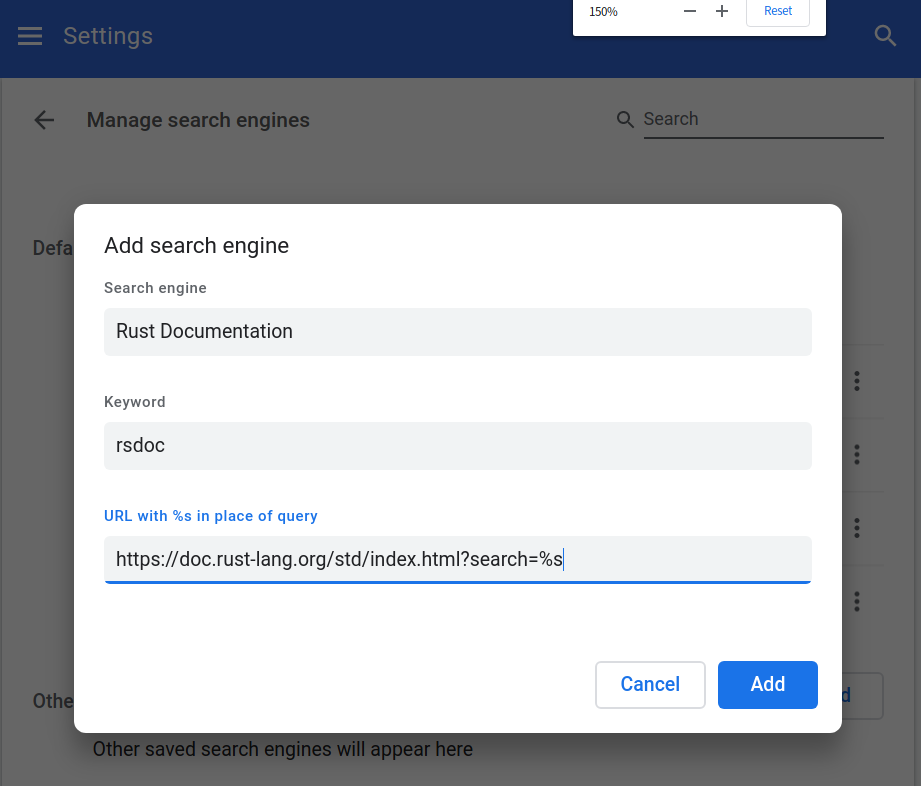 150%
Reset
Settings
Manage search engines
Search
Defa
Add search engine
Search engine
Rust Documentation
Keyword
rsdoc
URL with %s in place of query
https://doc.rust-lang.org/std/index.html?search=%s
Cancel
Add
Othe
d
Other saved search engines will appear here